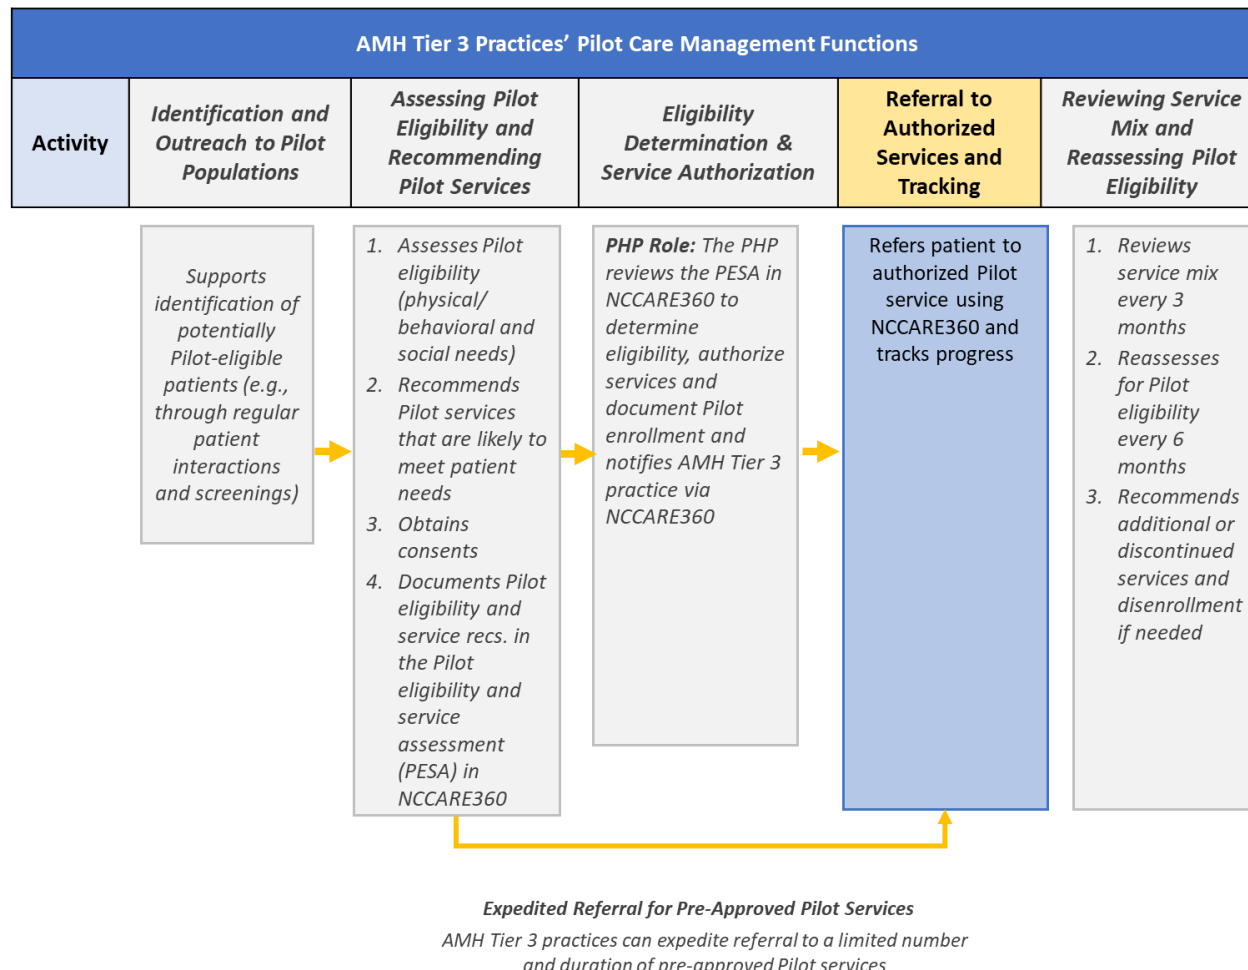 AMH Tier 3 Practices’ Pilot Care Management Functions
Activity
Identification and
Outreach to Pilot
Populations
Assessing Pilot
Eligibility and
Recommending
Pilot Services
Eligibility
Determination &
Service Authorization
Referral to
Authorized
Services and
Tracking
Reviewing Service
Mix and
Reassessing Pilot
Eligibility
Supports
identification of
potentially
Pilot-eligible
patients (e.g.,
through regular
patient
interactions
and screenings)
1. Assesses Pilot
eligibility
(physical/
behavioral and
social needs)
2. Recommends
Pilot services
that are likely to
meet patient
needs
3. Obtains
consents
4. Documents Pilot
eligibility and
service recs. in
the Pilot
eligibility and
service
assessment
(PESA) in
NCCARE360
PHP Role: The PHP
reviews the PESA in
NCCARE360 to
determine
eligibility, authorize
services and
document Pilot
enrollment and
notifies AMH Tier 3
practice via
NCCARE360
Refers patient to
authorized Pilot
service using
NCCARE360 and
tracks progress
1. Reviews
service mix
every 3
months
2. Reassesses
for Pilot
eligibility
every 6
months
3. Recommends
additional or
discontinued
services and
disenrollment
if needed
Expedited Referral for Pre-Approved Pilot Services
AMH Tier 3 practices can expedite referral to a limited number
and duration of pre-approved Pilot services